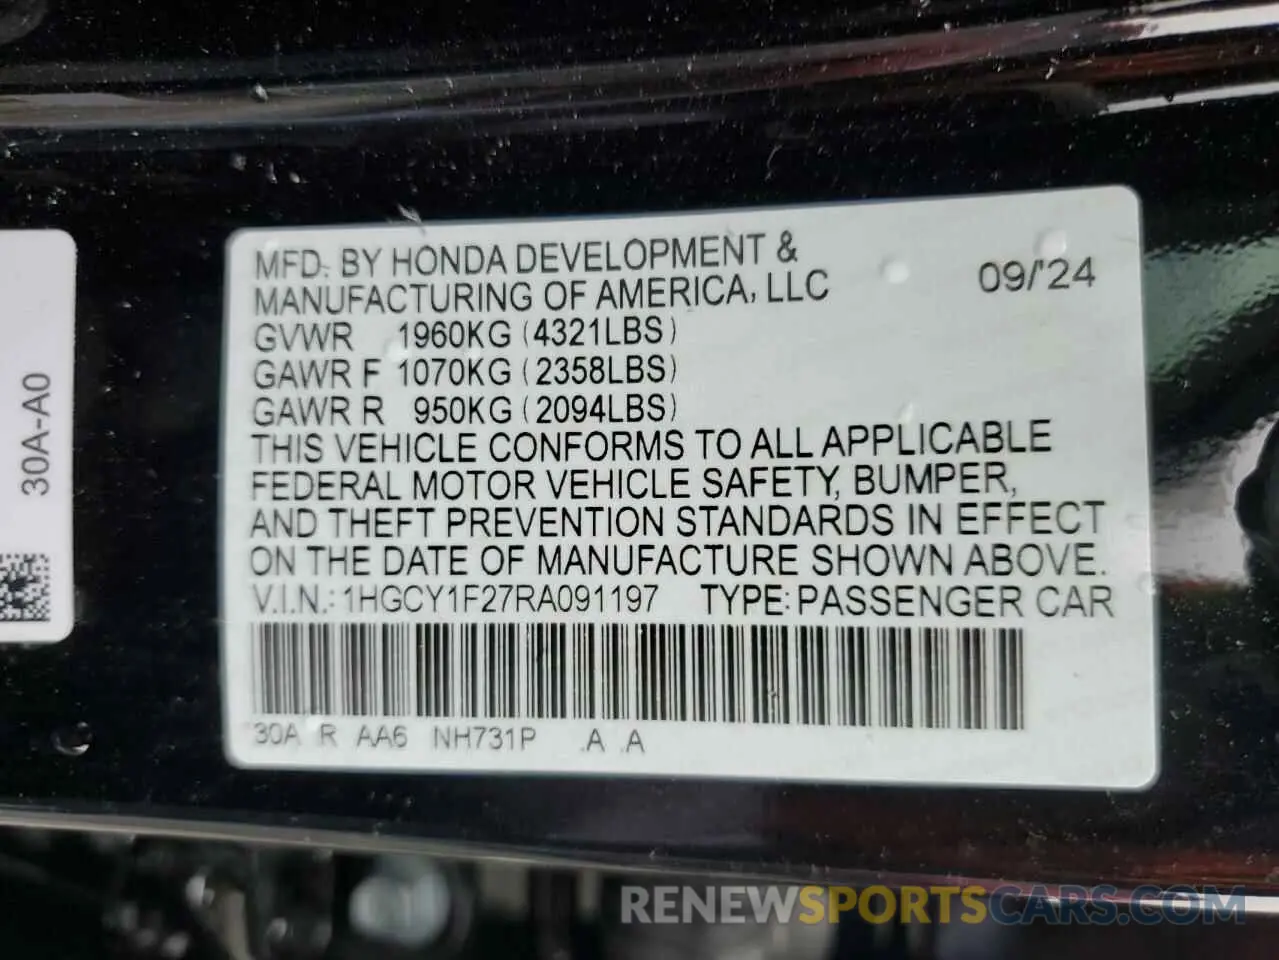 MFD. BY HONDA DEVELOPMENT &
MANUFACTURING OF AMERICA, LLC 09/'24
GVWR 1960KG (4321LBS)
GAWR F 1070KG (2358LBS)
GAWR R 950KG (2094LBS)
THIS VEHICLE CONFORMS TO ALL APPLICABLE
FEDERAL MOTOR VEHICLE SAFETY, BUMPER,
AND THEFT PREVENTION STANDARDS IN EFFECT
ON THE DATE OF MANUFACTURE SHOWN ABOVE.
V.I.N.: 1HGCY1F27RA091197 TYPE: PASSENGER CAR
30A R AA6 NH731P .A .A
30A-A0
RENEWSPORTSCARS.COM